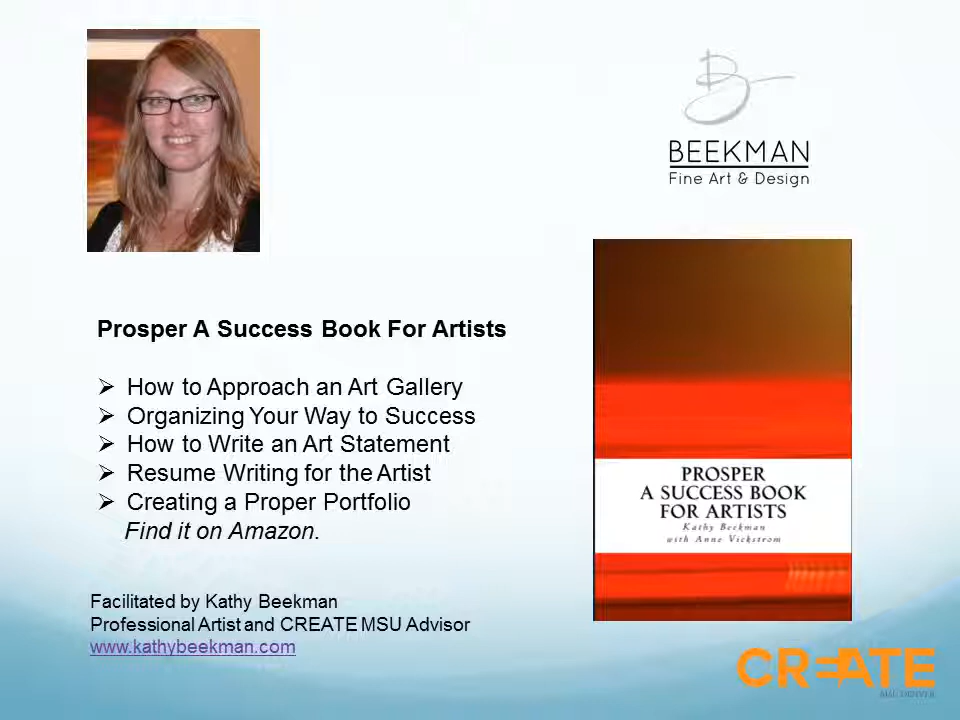 BEEKMAN
Fine Art & Design
Prosper A Success Book For Artists
➢ How to Approach an Art Gallery
➢ Organizing Your Way to Success
➢ How to Write an Art Statement
➢ Resume Writing for the Artist
➢ Creating a Proper Portfolio
Find it on Amazon.
PROSPER
A SUCCESS BOOK
FOR ARTISTS
Kathy Beekman
with Anne Vickstrom
Facilitated by Kathy Beekman
Professional Artist and CREATE MSU Advisor
www.kathybeekman.com
CREATE
MSU DENVER